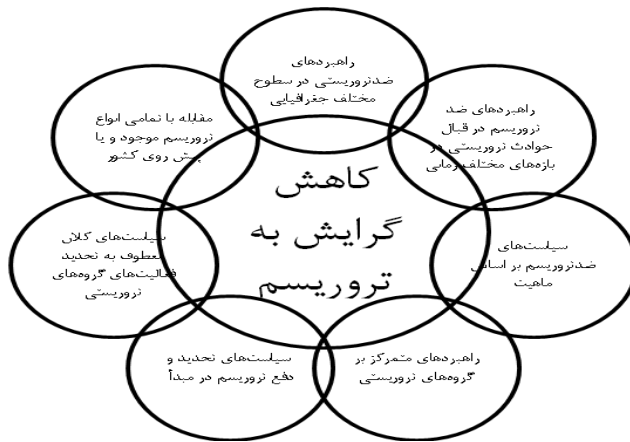 راهبردهای
ضدتروریستی در سطوح
مختلف جغرافیایی
راهبردهای ضد
تروریسم در قبال
حوادث تروریستی در
بازه‌های مختلف زمانی
سیاست‌های
ضدتروریسم بر اساس
ماهیت
راهبردهای متمرکز بر
گروه‌های تروریستی
سیاست‌های تحدید و
دفع تروریسم در مبدأ
سیاست‌های کلان
معطوف به تحدید
فعالیت‌های گروه‌های
تروریستی
مقابله با تمامی انواع
تروریسم موجود و یا
پیش روی کشور
کاهش
گرایش به
تروریسم